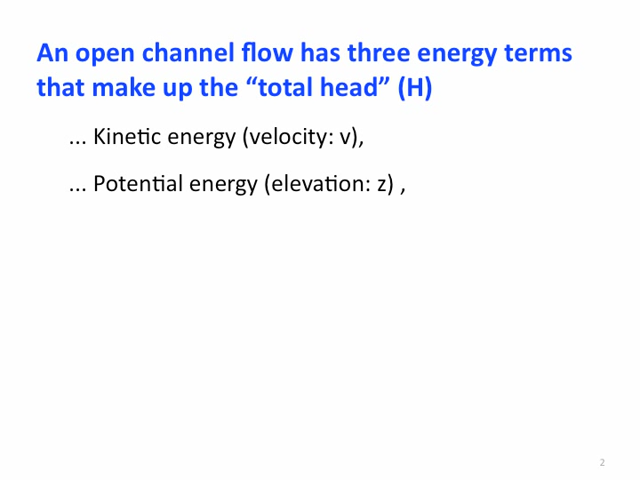 An open channel flow has three energy terms
that make up the “total head” (H)
... Kinetic energy (velocity: v),
... Potential energy (elevation: z) ,
2